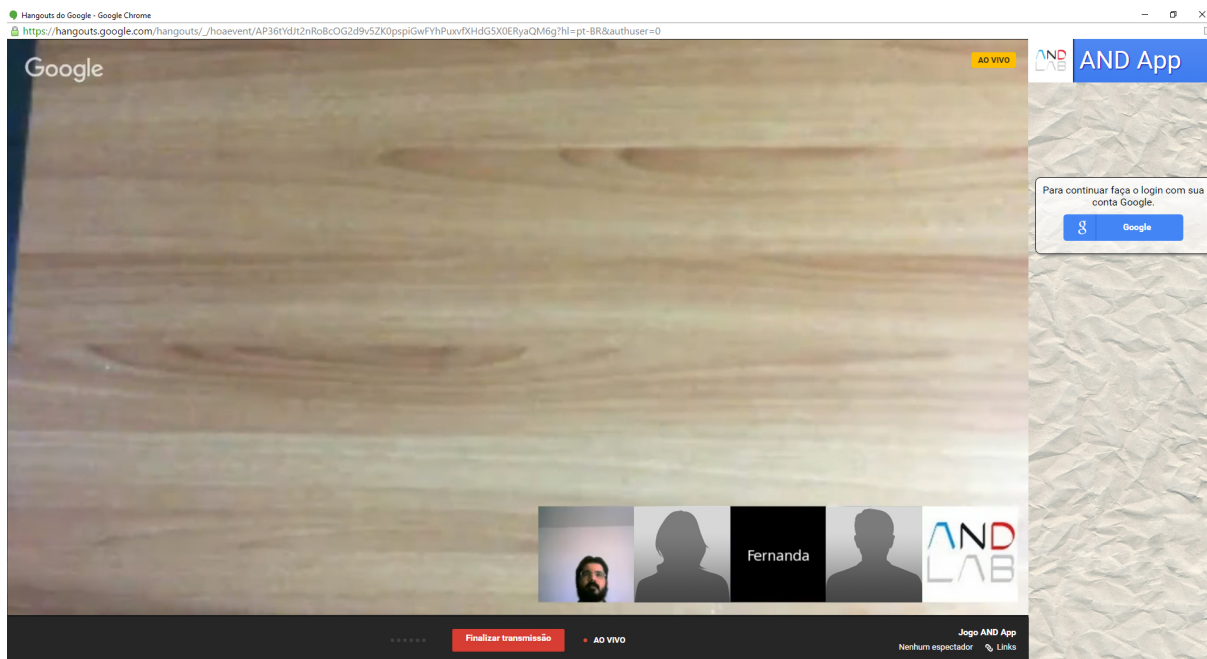 Hangouts do Google - Google Chrome
https://hangouts.google.com/hangouts/_/hoaevent/AP36tYdJt2nRoBcOG2d9v5ZK0pspiGwFYhPuxvfXHdG5X0ERyaQM6g?hl=pt-BR&authuser=0
Google
AO VIVO
AND
LAB
AND App
Para continuar faça o login com sua
conta Google.
g Google
Fernanda
AND
LAB
Finalizar transmissão
AO VIVO
Jogo AND App
Nenhum espectador Links